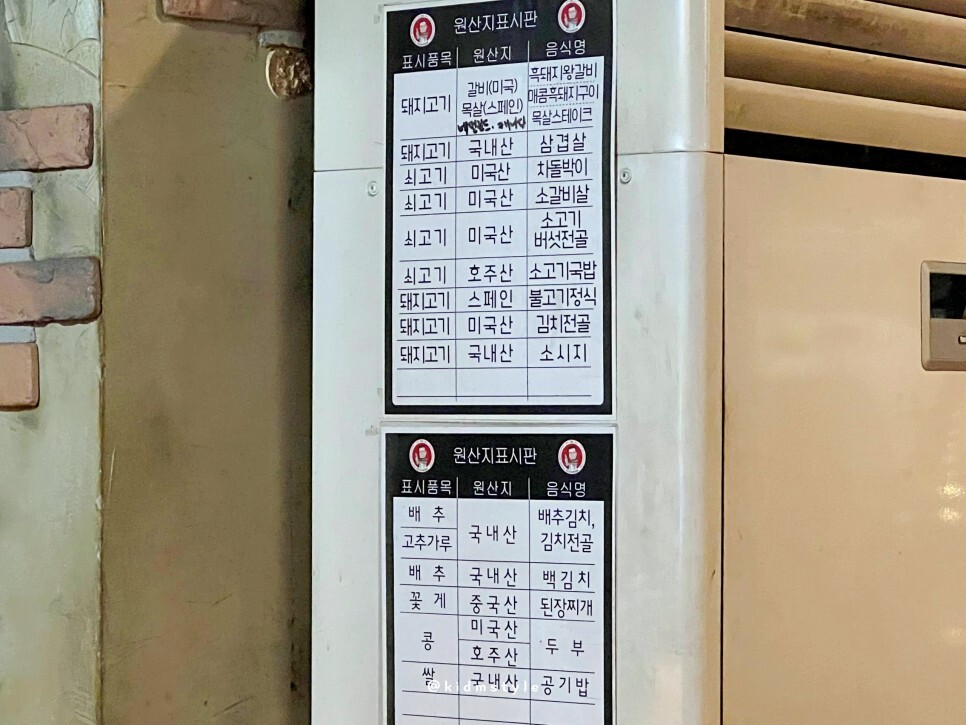 원산지표시판
표시품목 원산지 음식명
돼지고기 갈비(미국) 목살(스페인) 흑돼지왕갈비
매콤흑돼지구이
목살스테이크
돼지고기 국내산 삼겹살
쇠고기 미국산 차돌박이
쇠고기 미국산 소갈비살
쇠고기 미국산 소고기 버섯전골
쇠고기 호주산 소고기국밥
돼지고기 스페인 불고기정식
돼지고기 미국산 김치전골
돼지고기 국내산 소시지
원산지표시판
표시품목 원산지 음식명
배추 국내산 배추김치,
고추가루 김치전골
배추 국내산 백김치
꽃게 중국산 된장찌개
콩 미국산 두부
호주산
쌀 국내산 공기밥
@kidmstyle